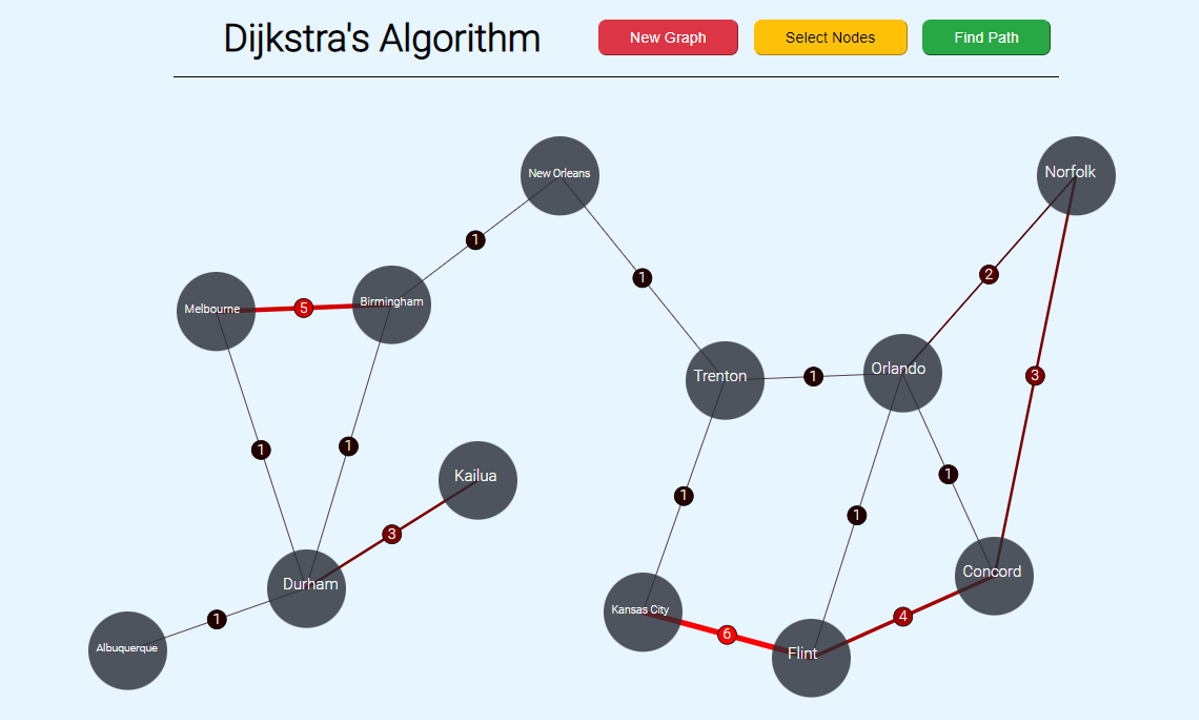 Dijkstra's Algorithm
New Graph
Select Nodes
Find Path
New Orleans
Norfolk
1
1
2
Melbourne
5
Birmingham
Trenton
1
Orlando
3
1
1
Kailua
1
1
1
3
Durham
Concord
1
Kansas City
4
6
Albuquerque
Flint